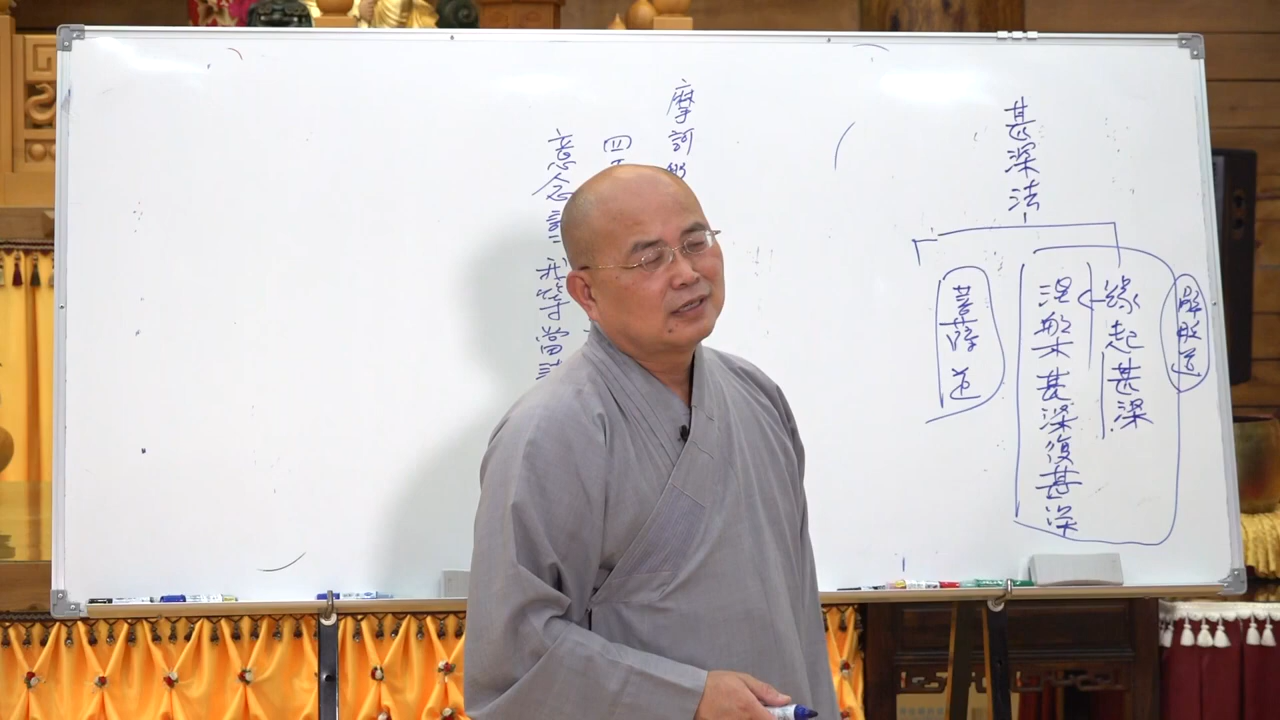 甚深法
解脫道
緣起甚深
涅槃甚深復甚深
菩薩道
摩訶
四
意念言:我等當